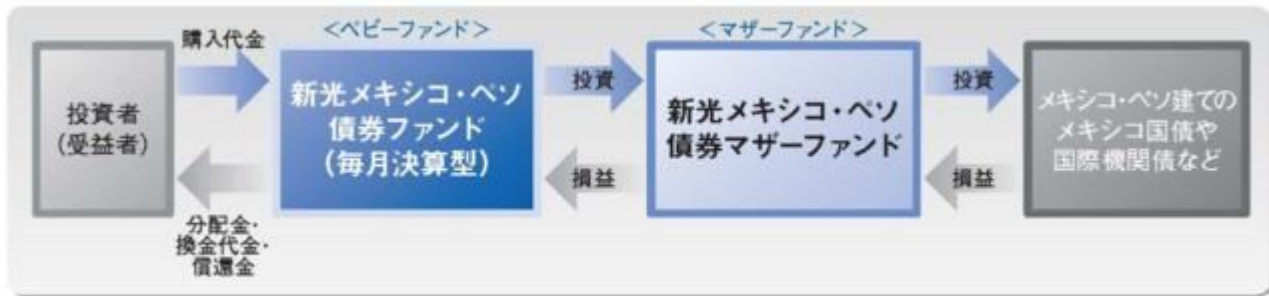 購入代金
<ベビーファンド>
<マザーファンド>
投資者
(受益者)
新光メキシコ・ペソ
債券ファンド
(毎月決算型)
投資
損益
新光メキシコ・ペソ
債券マザーファンド
投資
損益
メキシコ・ペソ建ての
メキシコ国債や
国際機関債など
分配金・
換金代金・
償還金